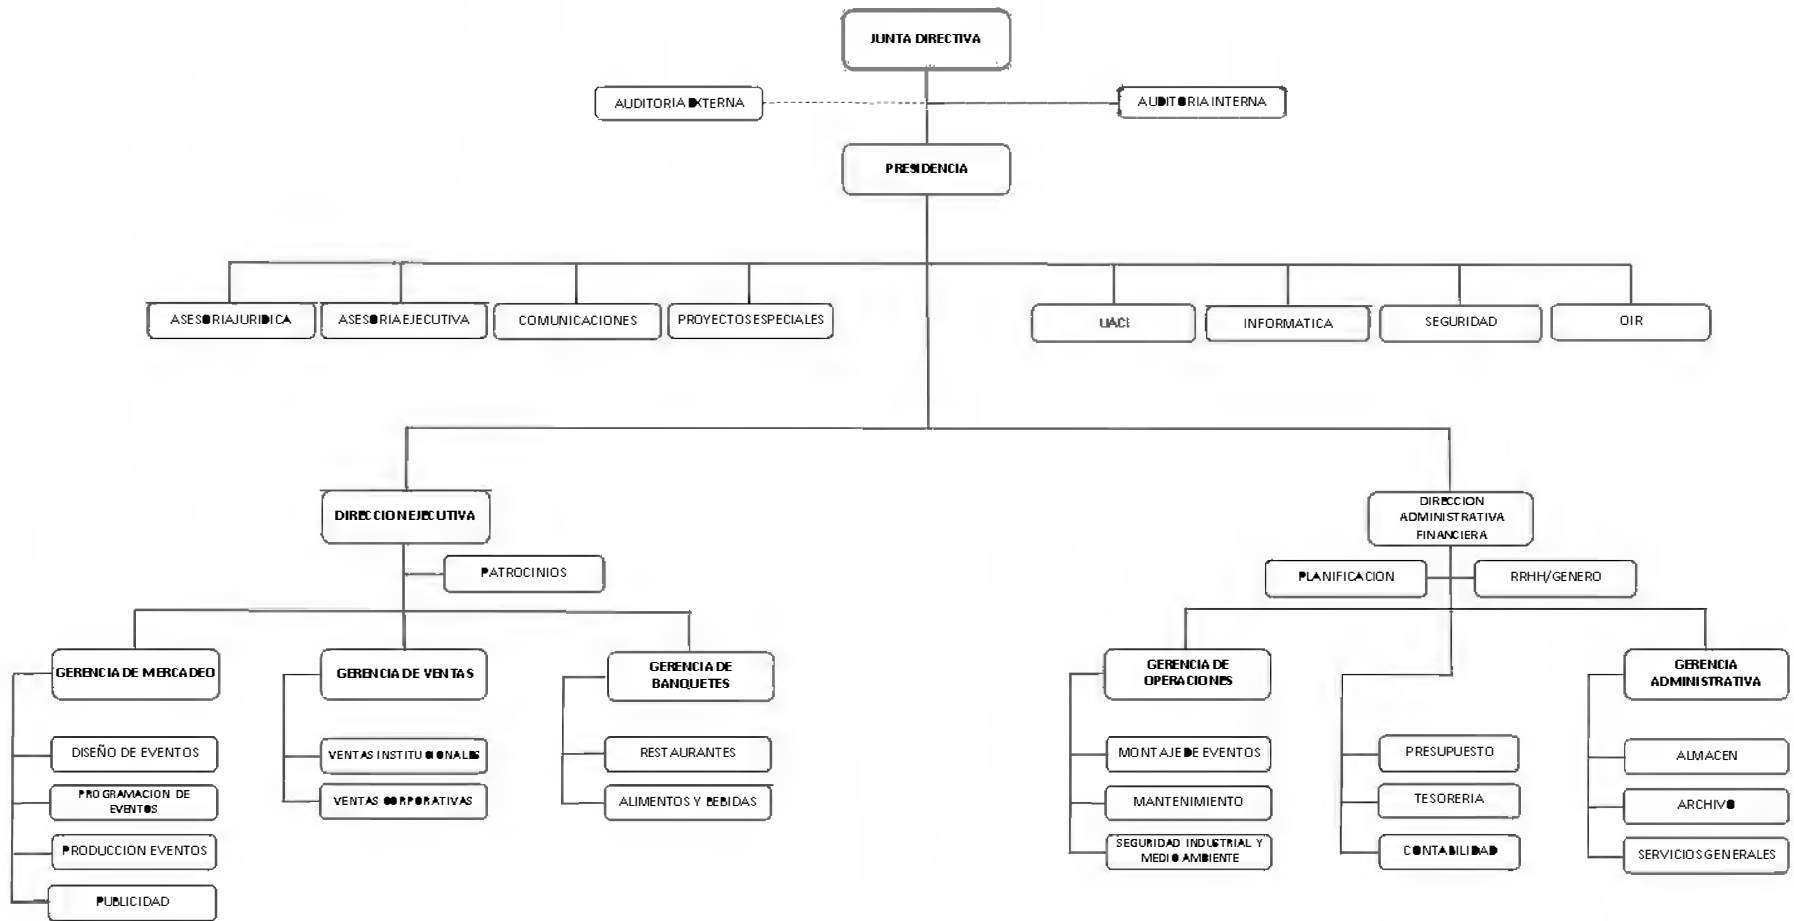 JUNTA DIRECTIVA
AUDITORIA EXTERNA
AUDITORIA INTERNA
PRESIDENCIA
ASESORIA JURIDICA
ASESORIA EJECUTIVA
COMUNICACIONES
PROYECTOS ESPECIALES
UACI
INFORMATICA
SEGURIDAD
OIR
DIRECCION EJECUTIVA
DIRECCION
ADMINISTRATIVA
FINANCIERA
PATROCINIOS
PLANIFICACION
RRHH/GENERO
GERENCIA DE MERCADEO
GERENCIA DE VENTAS
GERENCIA DE
BANQUETES
GERENCIA DE
OPERACIONES
GERENCIA
ADMINISTRATIVA
DISEÑO DE EVENTOS
VENTAS INSTITUCIONALES
RESTAURANTES
MONTAJE DE EVENTOS
PRESUPUESTO
ALMACEN
PROGRAMACION DE
EVENTOS
VENTAS CORPORATIVAS
ALIMENTOS Y BEBIDAS
MANTENIMIENTO
TESORERIA
ARCHIVO
PRODUCCION EVENTOS
SEGURIDAD INDUSTRIAL Y
MEDIO AMBIENTE
CONTABILIDAD
SERVICIOS GENERALES
PUBLICIDAD